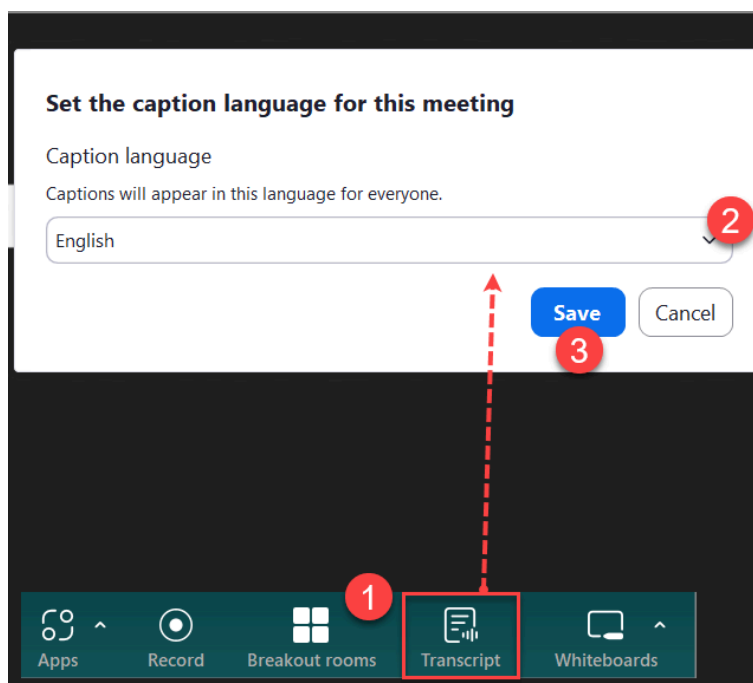 Set the caption language for this meeting
Caption language
Captions will appear in this language for everyone.
English
2
Save
Cancel
3
1
Apps
Record
Breakout rooms
Transcript
Whiteboards